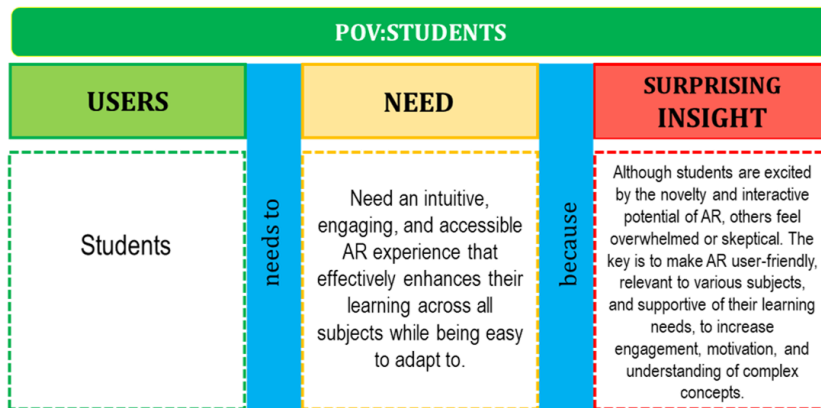 POV:STUDENTS
USERS
Students
needs to
NEED
Need an intuitive,
engaging, and accessible
AR experience that
effectively enhances their
learning across all
subjects while being easy
to adapt to.
because
SURPRISING
INSIGHT
Although students are excited
by the novelty and interactive
potential of AR, others feel
overwhelmed or skeptical. The
key is to make AR user-friendly,
relevant to various subjects,
and supportive of their learning
needs, to increase
engagement, motivation, and
understanding of complex
concepts.